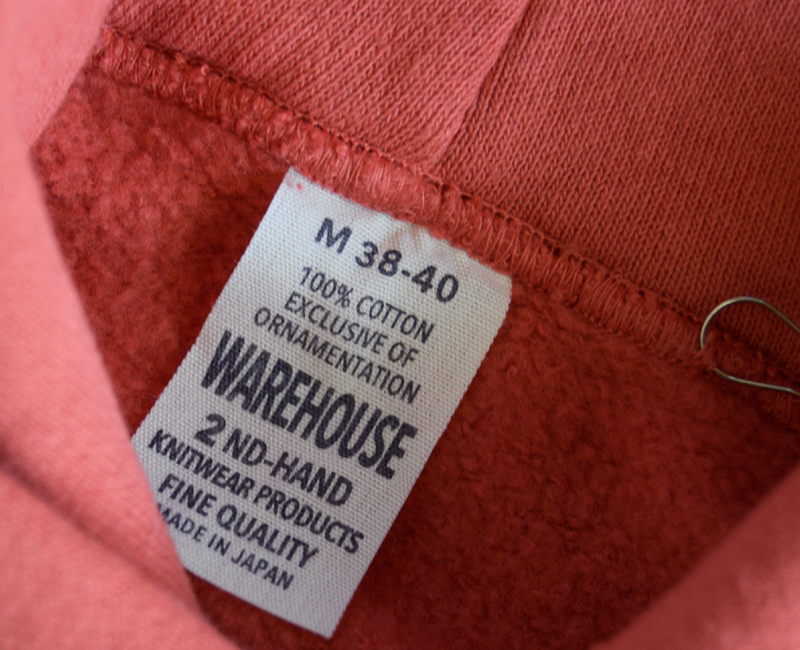 M 38-40
100% COTTON
EXCLUSIVE OF
ORNAMENTATION
WAREHOUSE
2 ND-HAND
KNITWEAR PRODUCTS
FINE QUALITY
MADE IN JAPAN